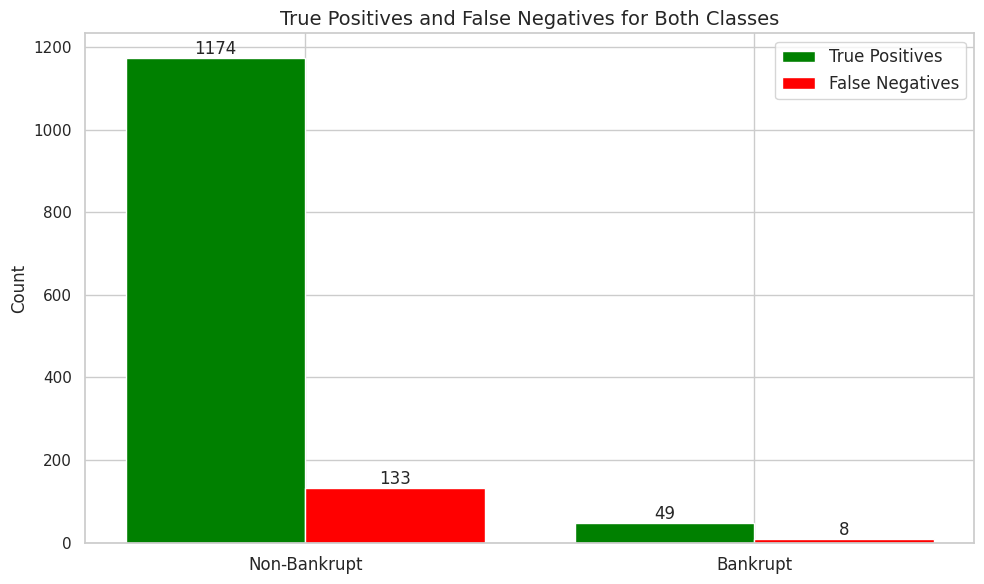 True Positives and False Negatives for Both Classes
True Positives
False Negatives
1200
1000
800
600
400
200
0
Count
1174
133
49
8
Non-Bankrupt
Bankrupt